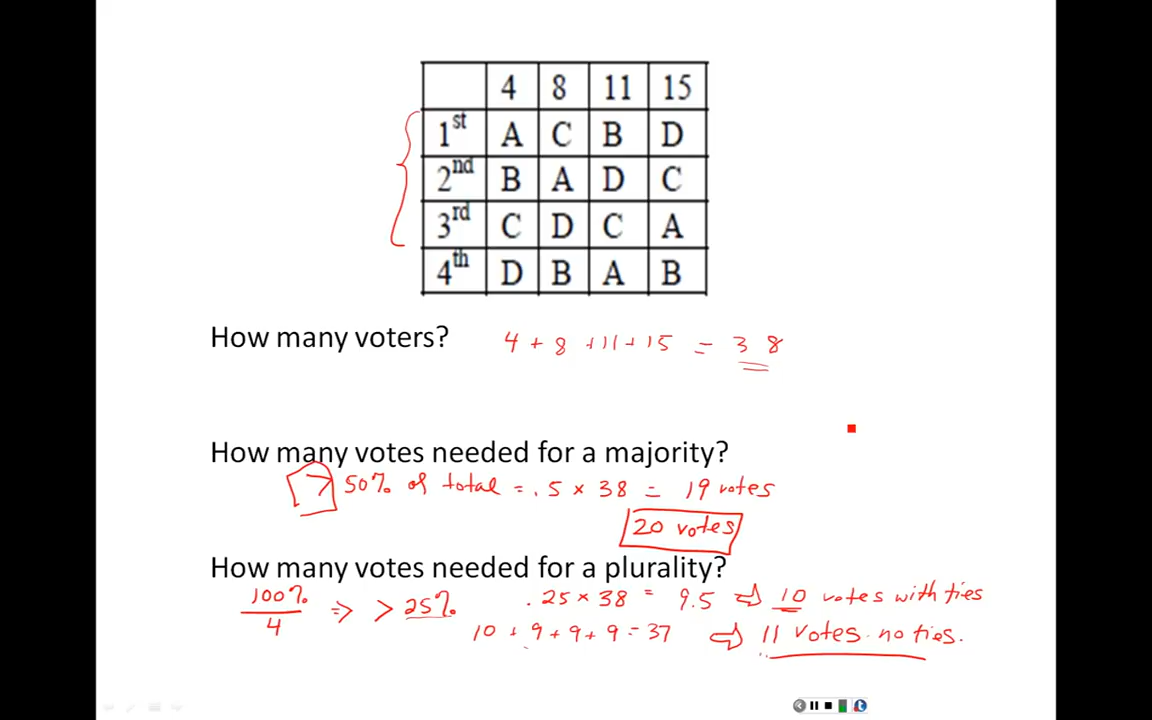 4 8 11 15
1st A C B D
2nd B A D C
3rd C D C A
4th D B A B
How many voters? 4 + 8 + 11 + 15 = 38
How many votes needed for a majority?
> 50% of total = .5 × 38 = 19 votes
20 votes
How many votes needed for a plurality?
100%/4 ⇒ > 25% .25 × 38 = 9.5 ⇒ 10 votes with ties
10 + 9 + 9 + 9 = 37 ⇒ 11 votes no ties.